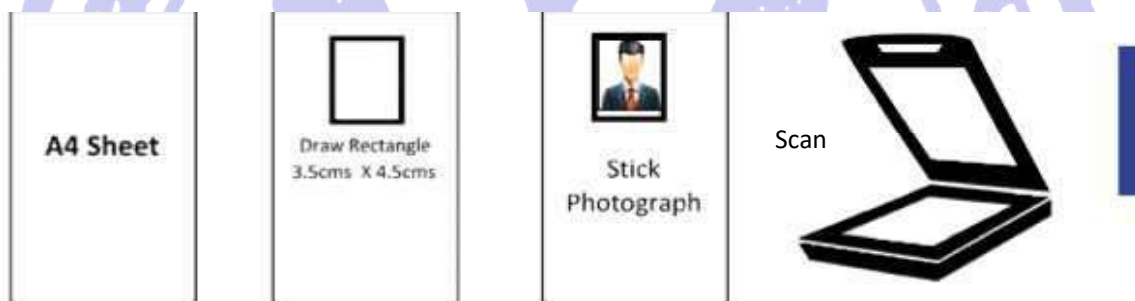 A4 Sheet
Draw Rectangle
3.5cms X 4.5cms
Stick
Photograph
Scan